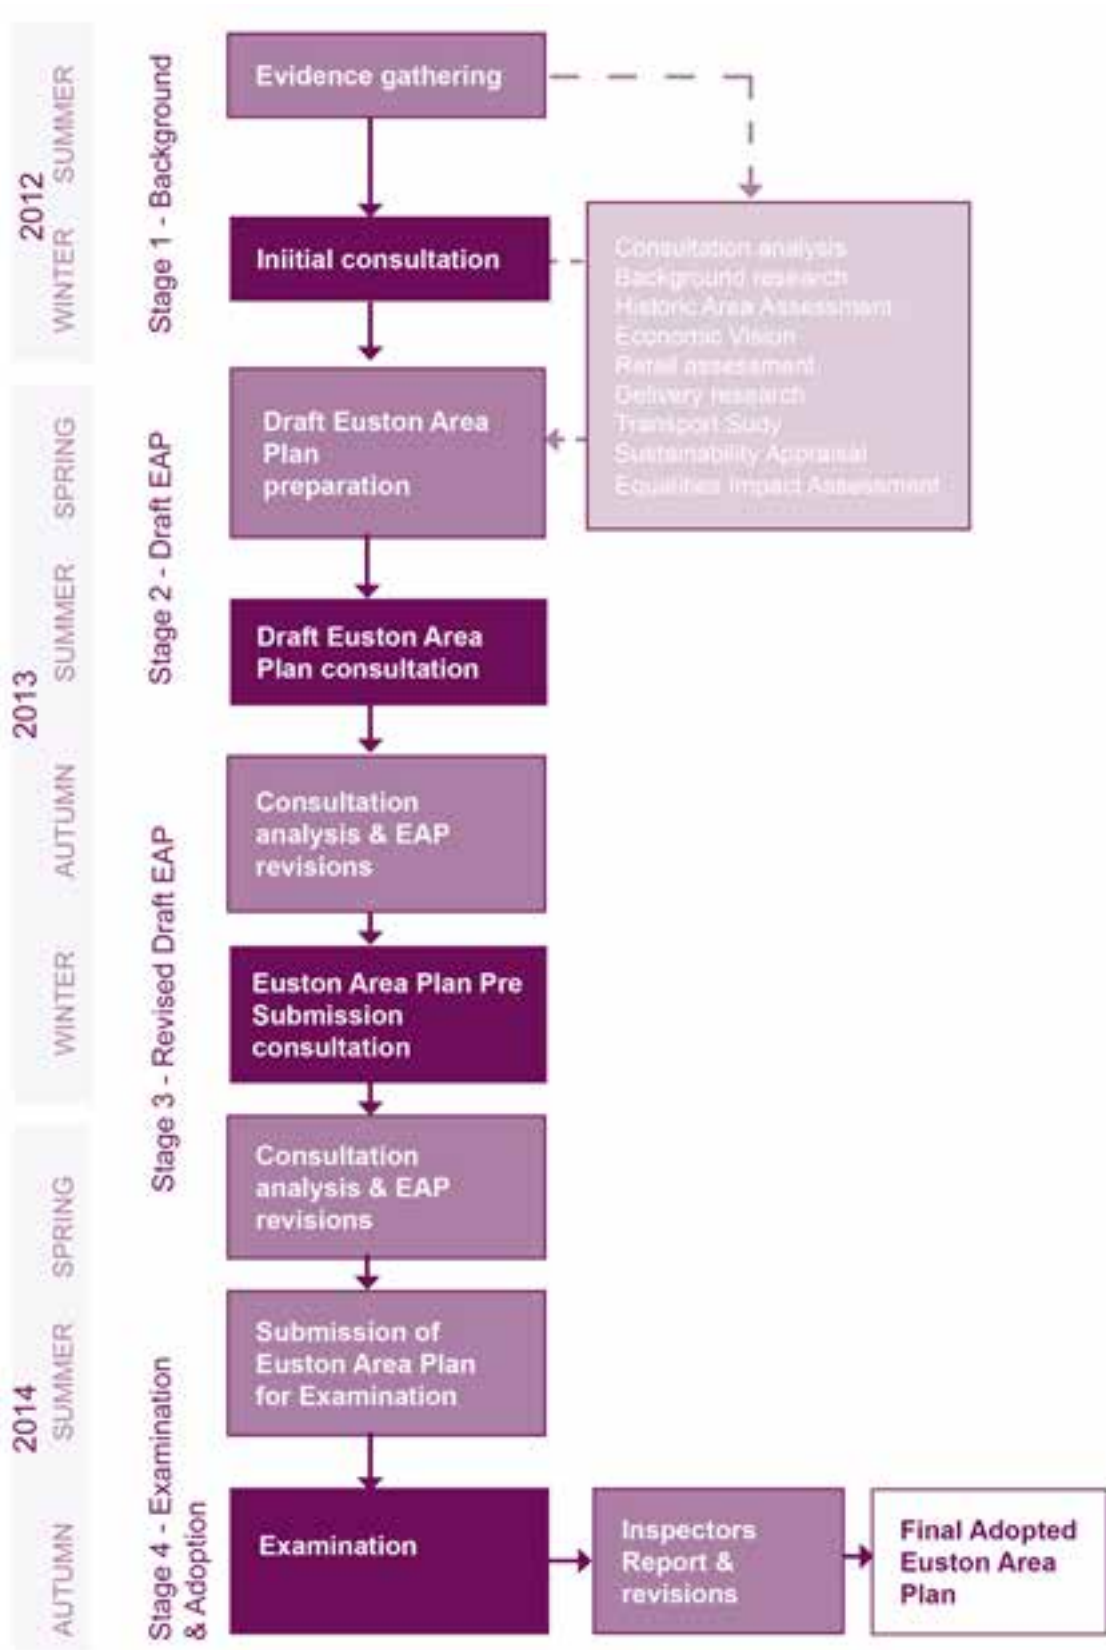 2012
SUMMER
WINTER
Stage 1 - Background
Evidence gathering
Iniitial consultation
Consultation analysis
Background research
Historic Area Assessment
Economic Vision
Retail assessment
Delivery research
Transport Sudy
Sustainability Appraisal
Equalities Impact Assessment
2013
SPRING
SUMMER
AUTUMN
WINTER
Stage 2 - Draft EAP
Draft Euston Area
Plan
preparation
Draft Euston Area
Plan consultation
Stage 3 - Revised Draft EAP
Consultation
analysis & EAP
revisions
Euston Area Plan Pre
Submission
consultation
Consultation
analysis & EAP
revisions
2014
SPRING
SUMMER
AUTUMN
Stage 4 - Examination
& Adoption
Submission of
Euston Area Plan
for Examination
Examination
Inspectors
Report &
revisions
Final Adopted
Euston Area
Plan